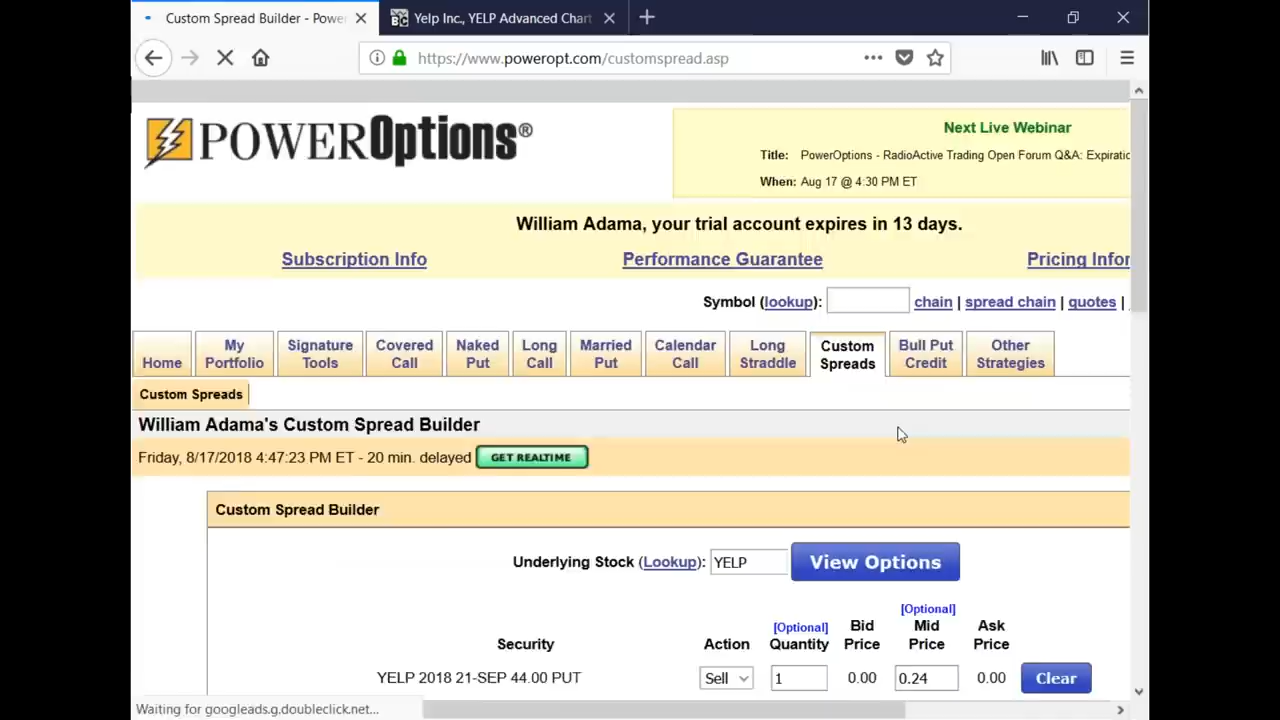 Custom Spread Builder - Power
Yelp Inc., YELP Advanced Chart
https://www.poweropt.com/customspread.asp
POWEROptions®
Next Live Webinar
Title: PowerOptions - RadioActive Trading Open Forum Q&A: Expiratio
When: Aug 17 @ 4:30 PM ET
William Adama, your trial account expires in 13 days.
Subscription Info Performance Guarantee Pricing Infor
Symbol (lookup): chain | spread chain | quotes |
Home My Portfolio Signature Tools Covered Call Naked Put Long Call Married Put Calendar Call Long Straddle Custom Spreads Bull Put Credit Other Strategies
Custom Spreads
William Adama's Custom Spread Builder
Friday, 8/17/2018 4:47:23 PM ET - 20 min. delayed GET REALTIME
Custom Spread Builder
Underlying Stock (Lookup): YELP View Options
Security Action [Optional] Quantity Bid Price [Optional] Mid Price Ask Price
YELP 2018 21-SEP 44.00 PUT Sell 1 0.00 0.24 0.00 Clear
Waiting for googleads.g.doubleclick.net...